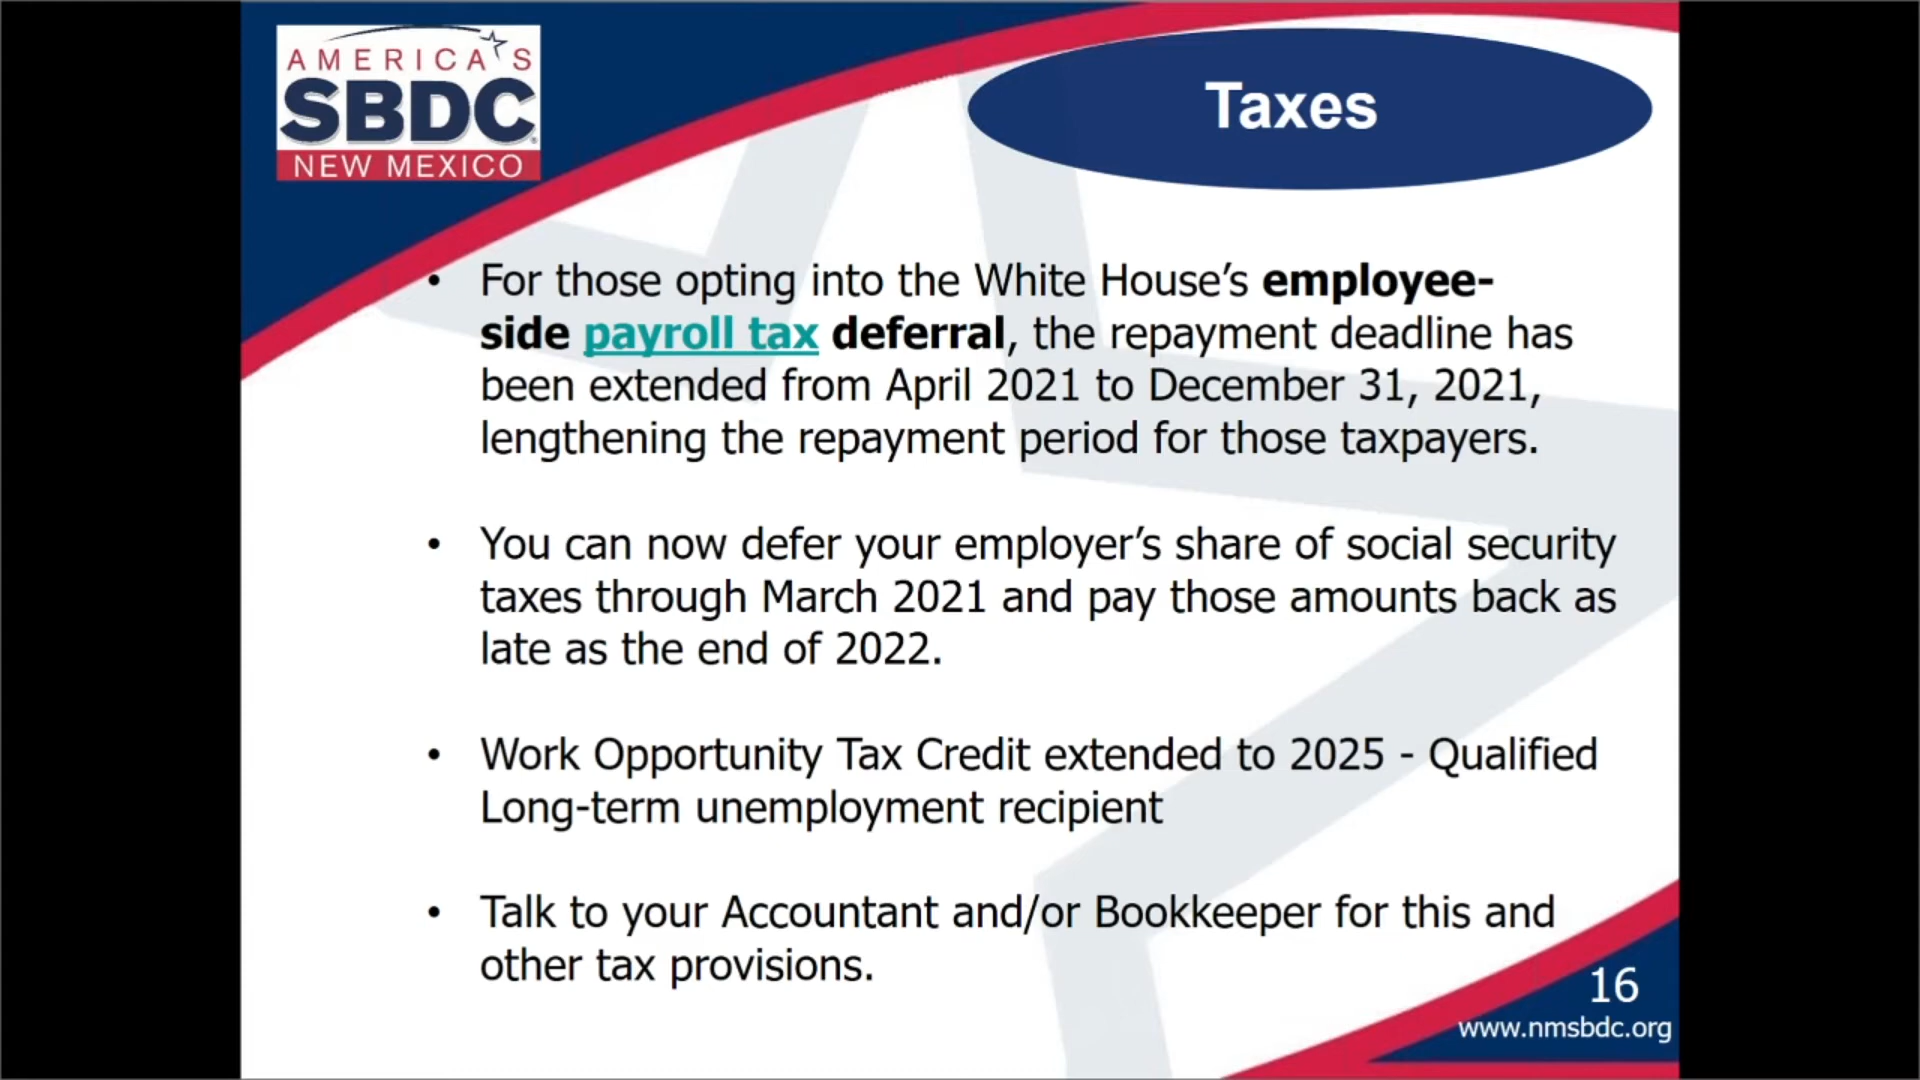 AMERICA'S
SBDC
NEW MEXICO
Taxes
• For those opting into the White House’s employee-
side payroll tax deferral, the repayment deadline has
been extended from April 2021 to December 31, 2021,
lengthening the repayment period for those taxpayers.
• You can now defer your employer’s share of social security
taxes through March 2021 and pay those amounts back as
late as the end of 2022.
• Work Opportunity Tax Credit extended to 2025 - Qualified
Long-term unemployment recipient
• Talk to your Accountant and/or Bookkeeper for this and
other tax provisions.
16
www.nmsbdc.org